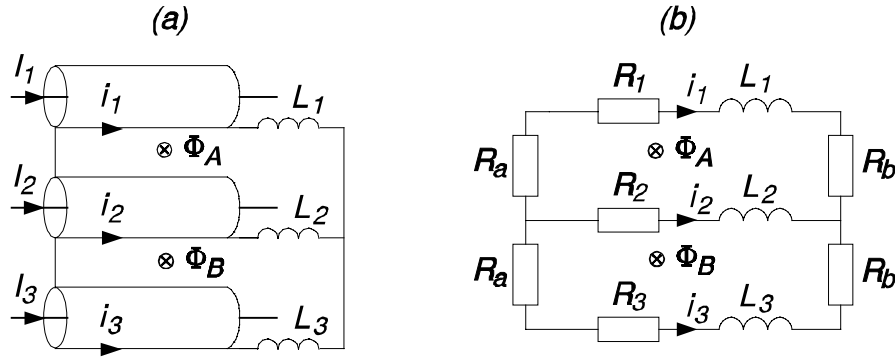 (a)
I1
i1
L1
ΦA
I2
i2
L2
ΦB
I3
i3
L3
(b)
R1
i1
L1
Ra
ΦA
Rb
R2
i2
L2
Ra
ΦB
Rb
R3
i3
L3